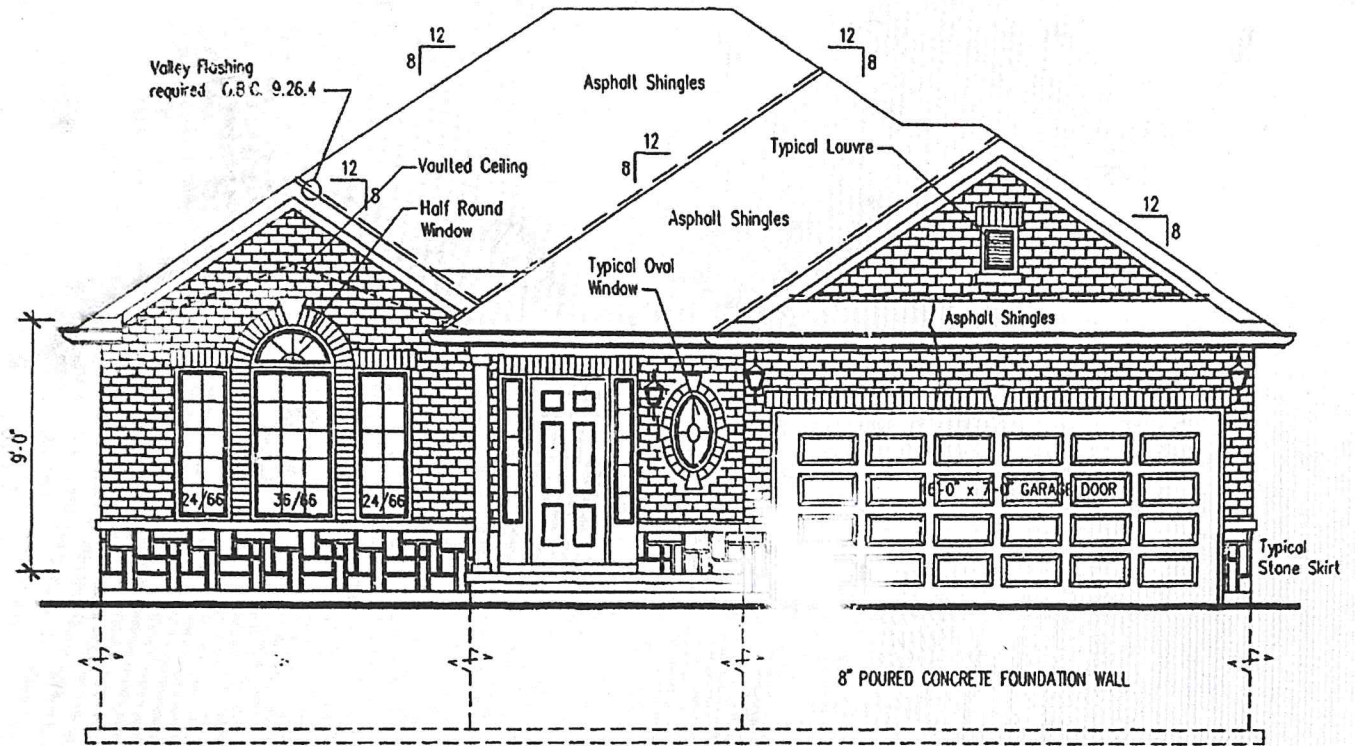 12
8
12
8
Valley Flashing
required O.B.C. 9.26.4
Asphalt Shingles
12
8
Typical Louvre
12
8
Vaulted Ceiling
Half Round
Window
Asphalt Shingles
12
8
Typical Oval
Window
Asphalt Shingles
9'-0"
24/66
36/66
24/66
GARAGE DOOR
Typical
Stone Skirt
8" POURED CONCRETE FOUNDATION WALL